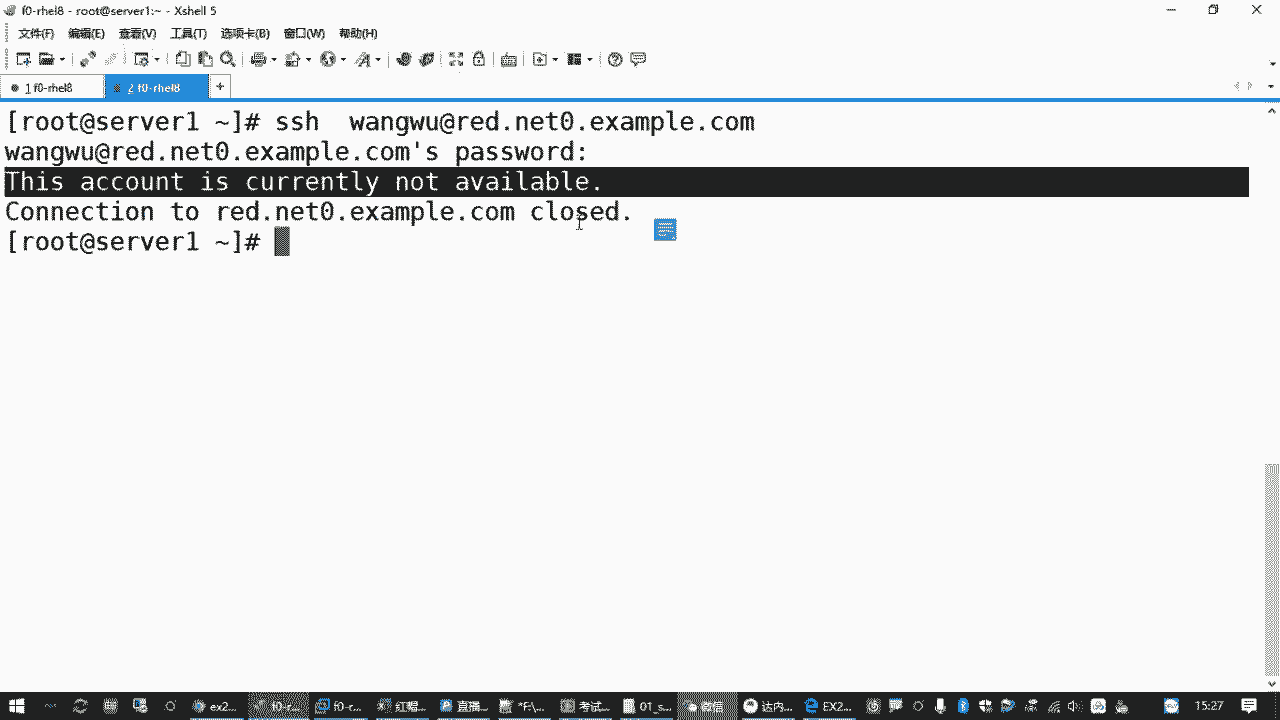 f0-rhel8 - root@server1:~ - Xshell 5
文件(F) 编辑(E) 查看(V) 工具(T) 选项卡(B) 窗口(W) 帮助(H)
1 f0-rhel8 2 f0-rhel8 +
[root@server1 ~]# ssh  wangwu@red.net0.example.com
wangwu@red.net0.example.com's password:
This account is currently not available.
Connection to red.net0.example.com closed.
[root@server1 ~]#
ex2... f0-r... f0-r... 红帽... 直播... *F:\... 考试... 01_s... 微信 达内... EX2... 15:27